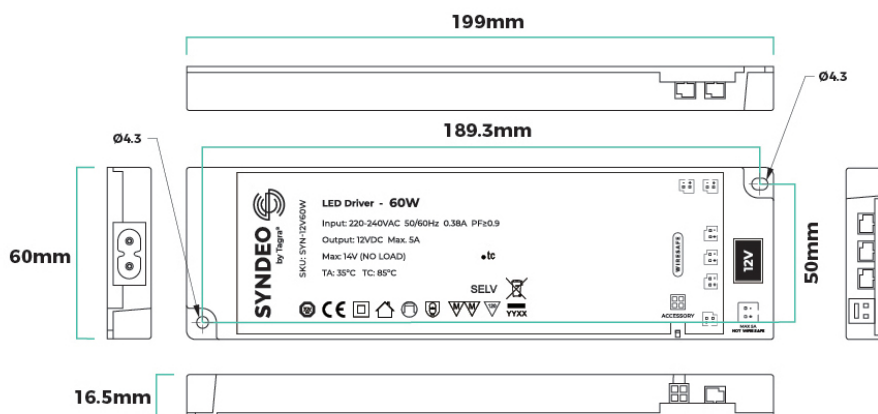 199mm
Ø4.3
189.3mm
Ø4.3
60mm
50mm
SYNDEO
by Tagra®
SKU: SYN-12V60W
LED Driver - 60W
Input: 220-240VAC 50/60Hz 0.38A PF≥0.9
Output: 12VDC Max. 5A
Max: 14V (NO LOAD)
TA: 35°C TC: 85°C
.tc
SELV
YYXX
CE
M M
WIRESAFE
12V
ACCESSORY
MAX 5A
NOT WIRESAFE
16.5mm